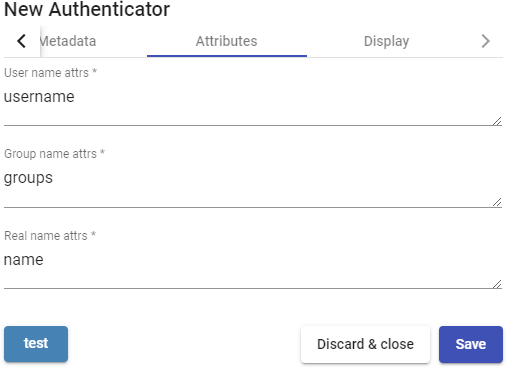 New Authenticator
Metadata Attributes Display
User name attrs *
username
Group name attrs *
groups
Real name attrs *
name
test Discard & close Save